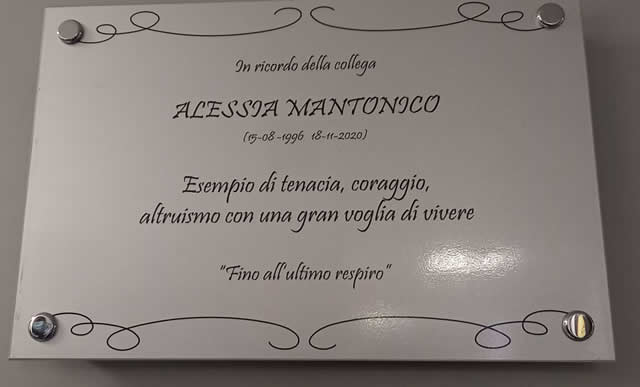 In ricordo della collega
ALESSIA MANTONICO
(15-08-1996 18-11-2020)
Esempio di tenacia, coraggio,
altruismo con una gran voglia di vivere
"Fino all'ultimo respiro"